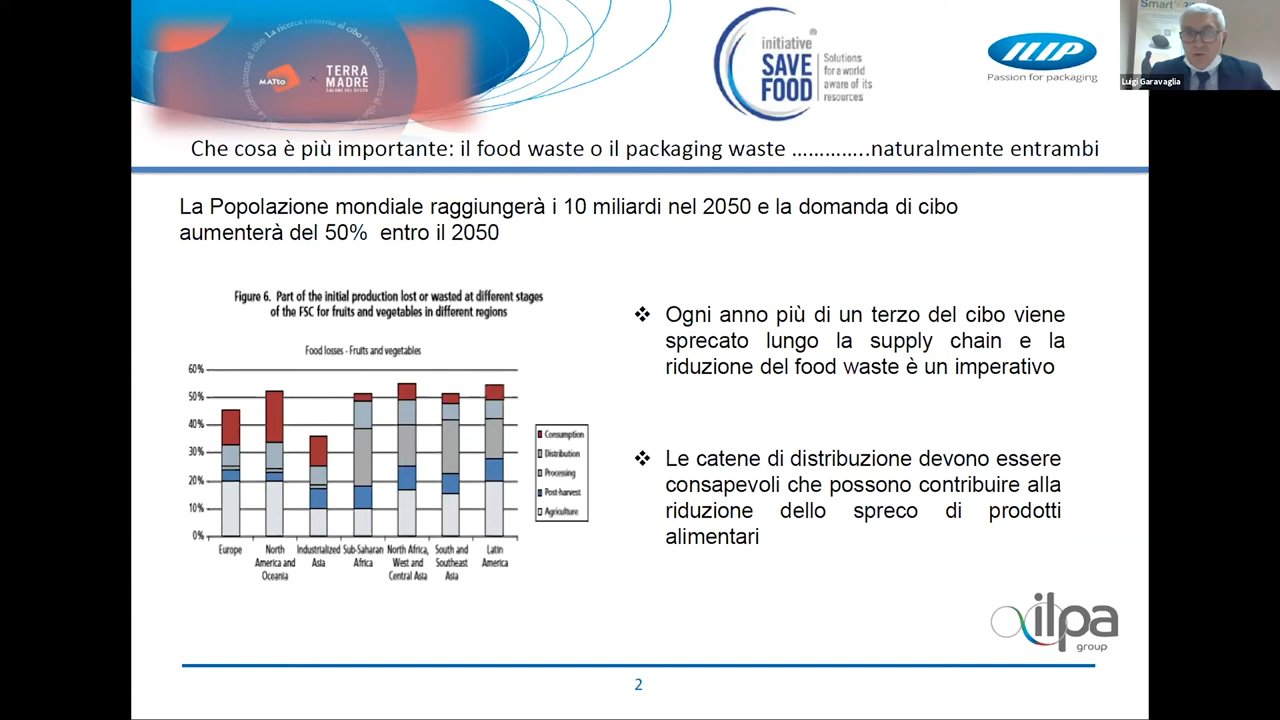 La ricerca intorno al cibo
MATtO × TERRA
MADRE
SALONE DEL GUSTO
initiative
SAVE
FOOD
®
Solutions
for a world
aware of its
resources
ILIP
Passion for packaging
Smart
Luigi Garavaglia
Che cosa è più importante: il food waste o il packaging waste …………..naturalmente entrambi
La Popolazione mondiale raggiungerà i 10 miliardi nel 2050 e la domanda di cibo
aumenterà del 50% entro il 2050
Figure 6. Part of the initial production lost or wasted at different stages
of the FSC for fruits and vegetables in different regions
Food losses - Fruits and vegetables
60%
50%
40%
30%
20%
10%
0%
Europe
North
America and
Oceania
Industrialized
Asia
Sub-Saharan
Africa
North Africa,
West and
Central Asia
South and
Southeast
Asia
Latin
America
Consumption
Distribution
Processing
Post-harvest
Agriculture
❖ Ogni anno più di un terzo del cibo viene
sprecato lungo la supply chain e la
riduzione del food waste è un imperativo
❖ Le catene di distribuzione devono essere
consapevoli che possono contribuire alla
riduzione dello spreco di prodotti
alimentari
ilpa
group
2